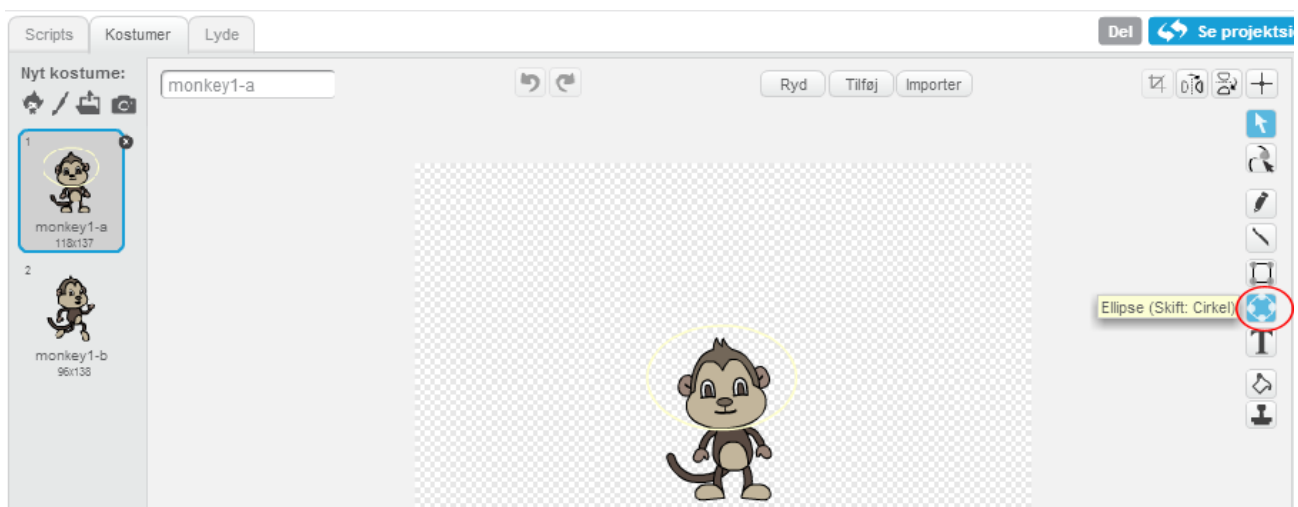 Scripts Kostumer Lyde Del Se projektsi
Nyt kostume: monkey1-a Ryd Tilføj Importer
1
monkey1-a
118x137
2
monkey1-b
96x138
Ellipse (Skift: Cirkel)
T